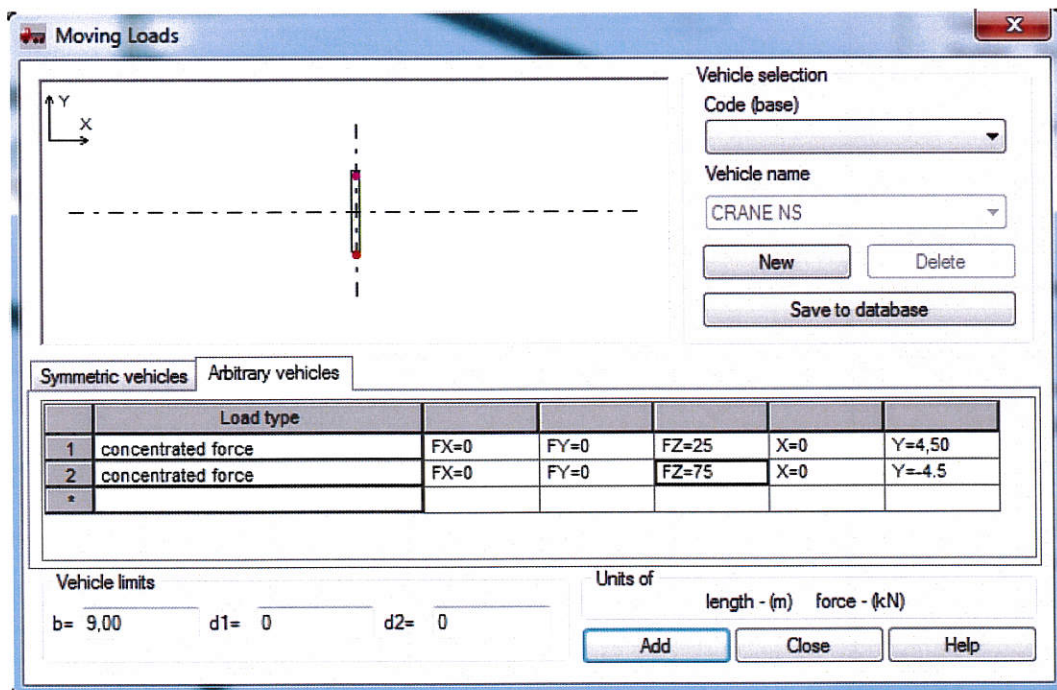 Moving Loads
X
Y
X
Vehicle selection
Code (base)
Vehicle name
CRANE NS
New
Delete
Save to database
Symmetric vehicles
Arbitrary vehicles
Load type
1 concentrated force FX=0 FY=0 FZ=25 X=0 Y=4,50
2 concentrated force FX=0 FY=0 FZ=75 X=0 Y=-4.5
*
Vehicle limits
b= 9,00 d1= 0 d2= 0
Units of
length - (m) force - (kN)
Add
Close
Help